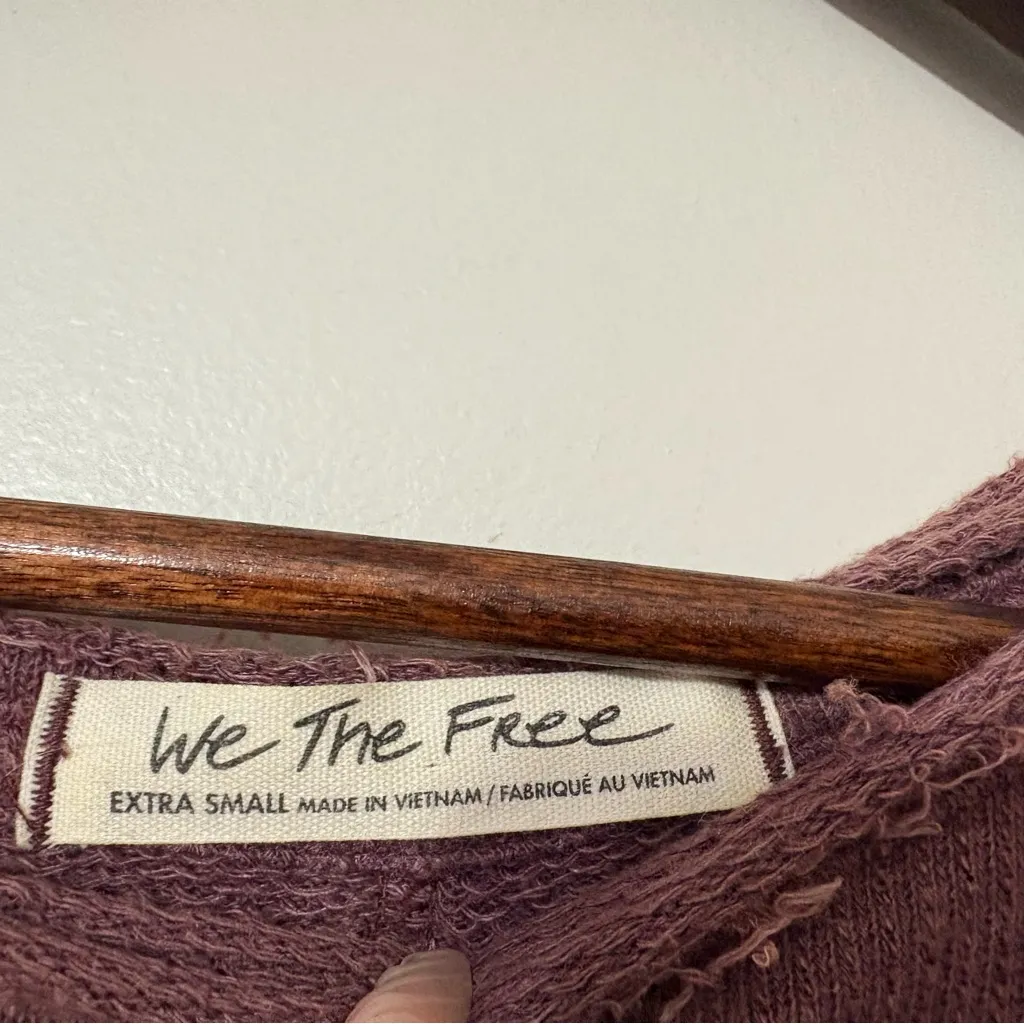 We The Free
EXTRA SMALL MADE IN VIETNAM / FABRIQUÉ AU VIETNAM